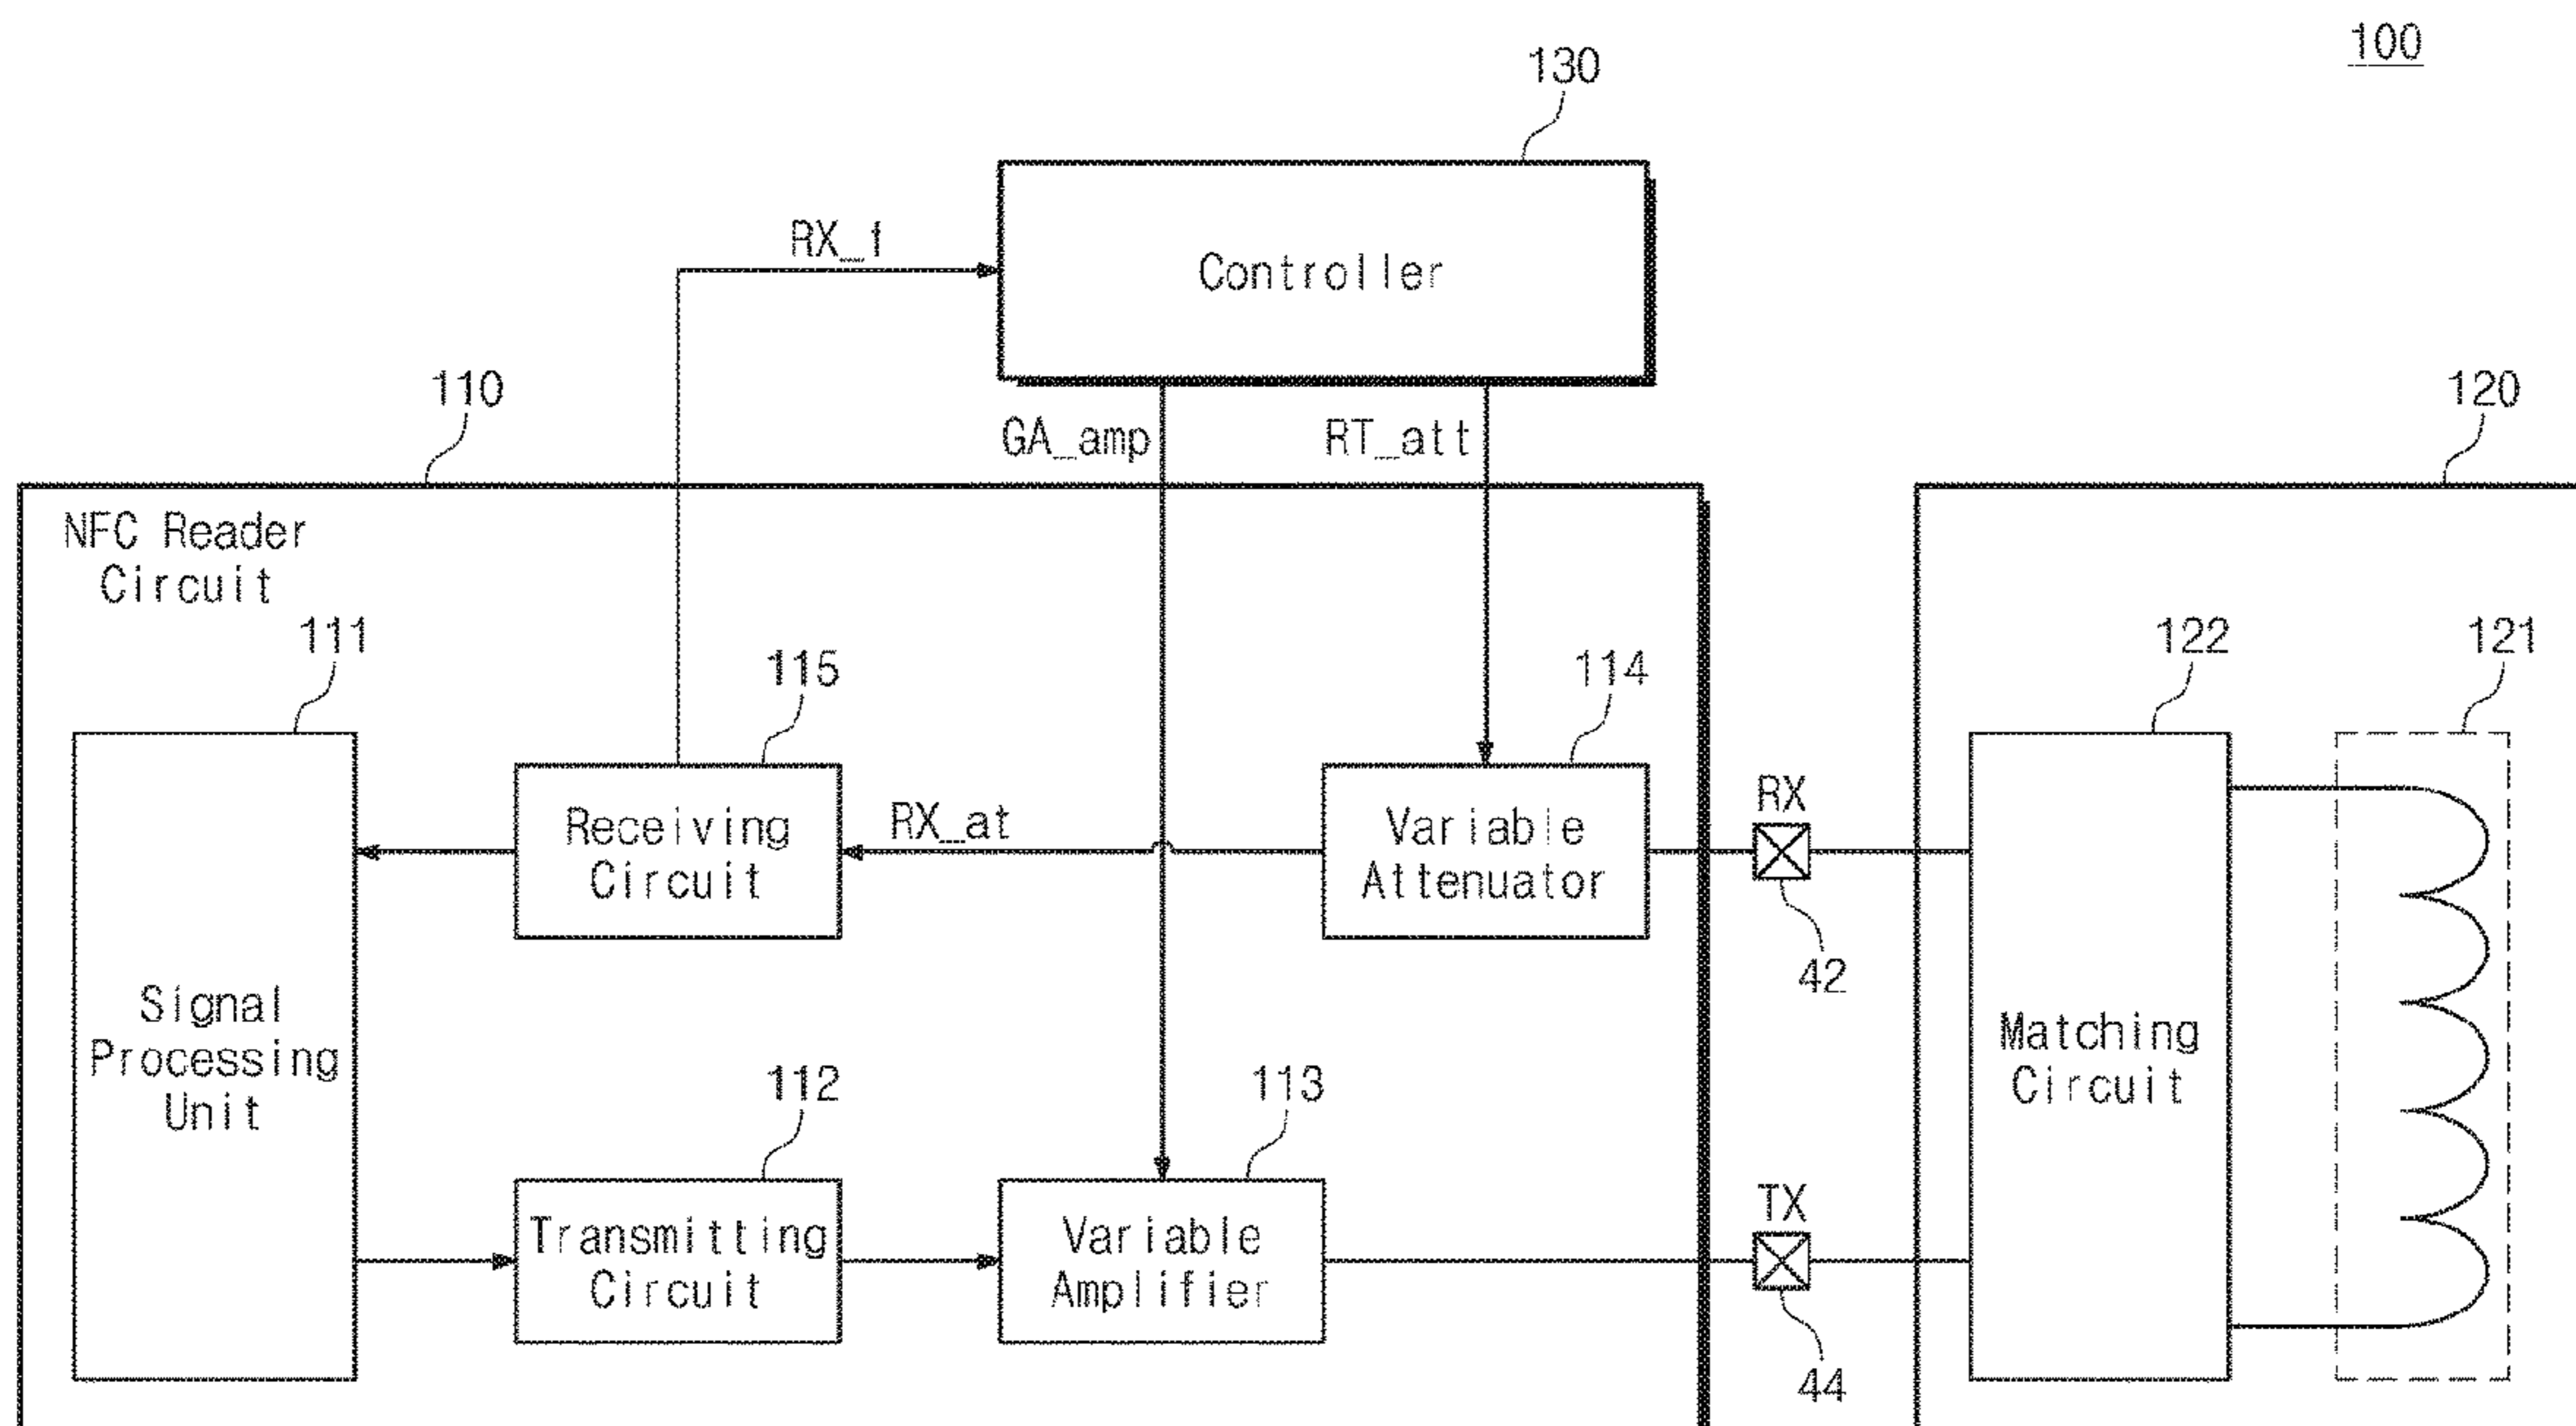 100
130
RX_f
Controller
110
GA_amp
RT_att
120
NFC Reader
Circuit
111
115
114
122
121
Receiving
Circuit
RX_at
Variable
Attenuator
RX
42
Signal
Processing
Unit
Matching
Circuit
112
113
Transmitting
Circuit
Variable
Amplifier
TX
44